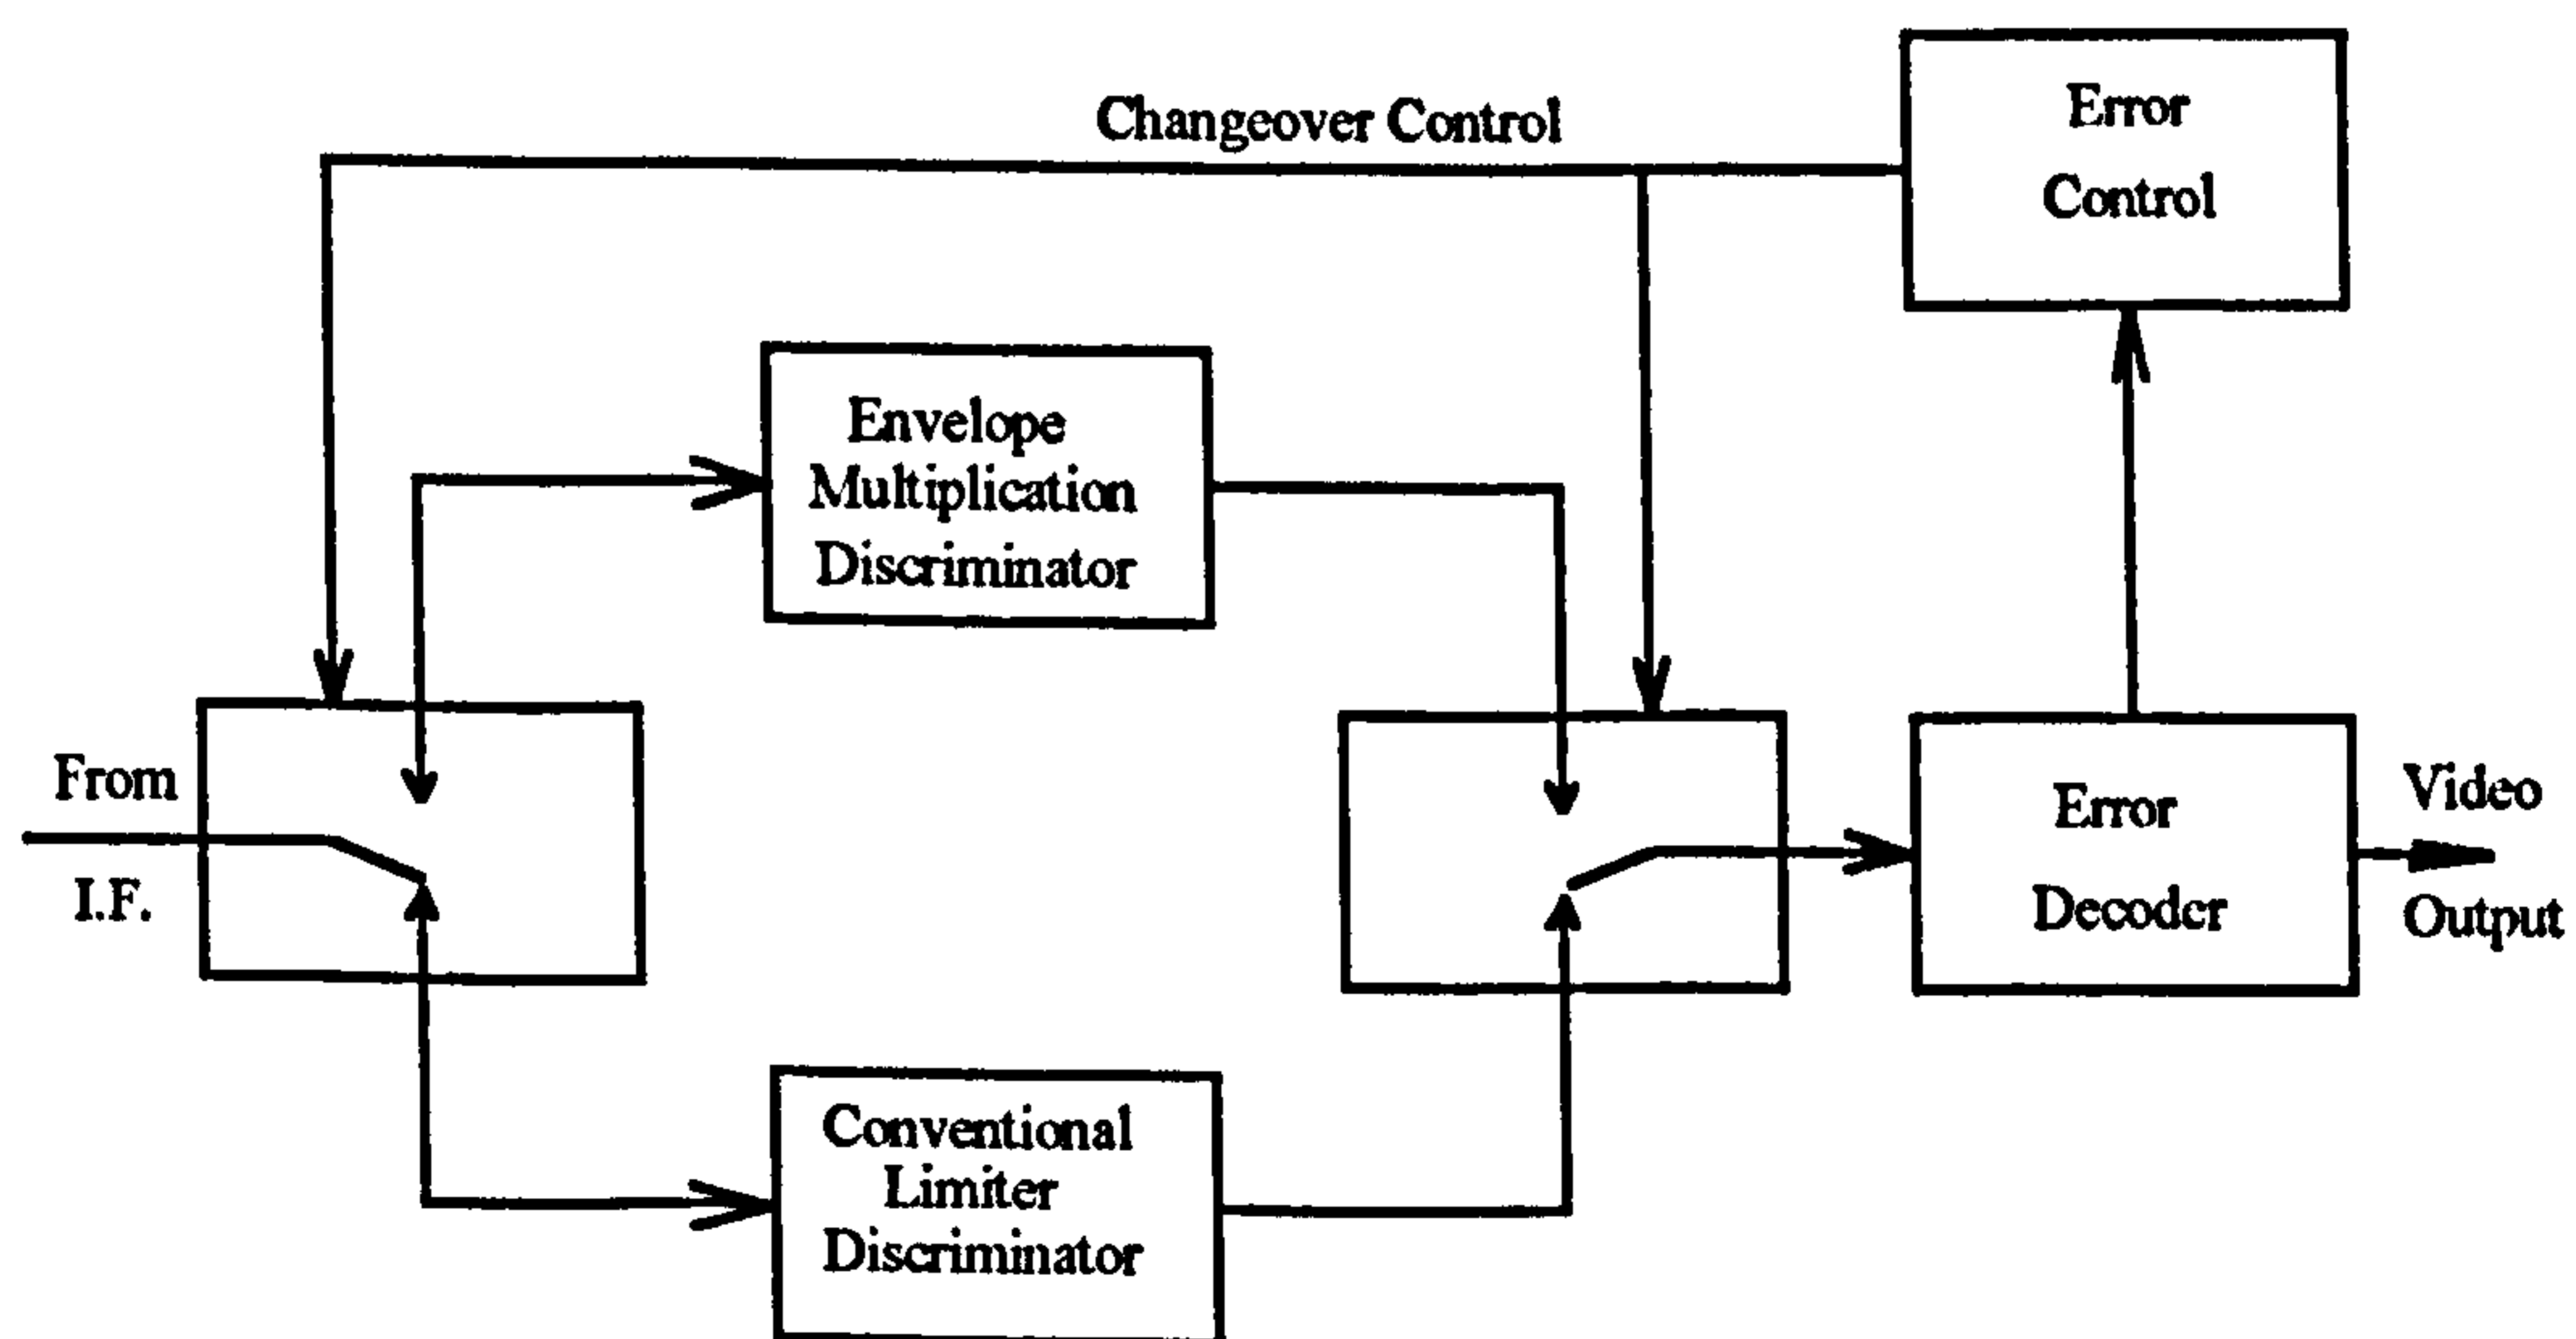 Error
Control
Changeover Control
Envelope
Multiplication
Discriminator
From
I.F.
Error
Decoder
Video
Output
Conventional
Limiter
Discriminator